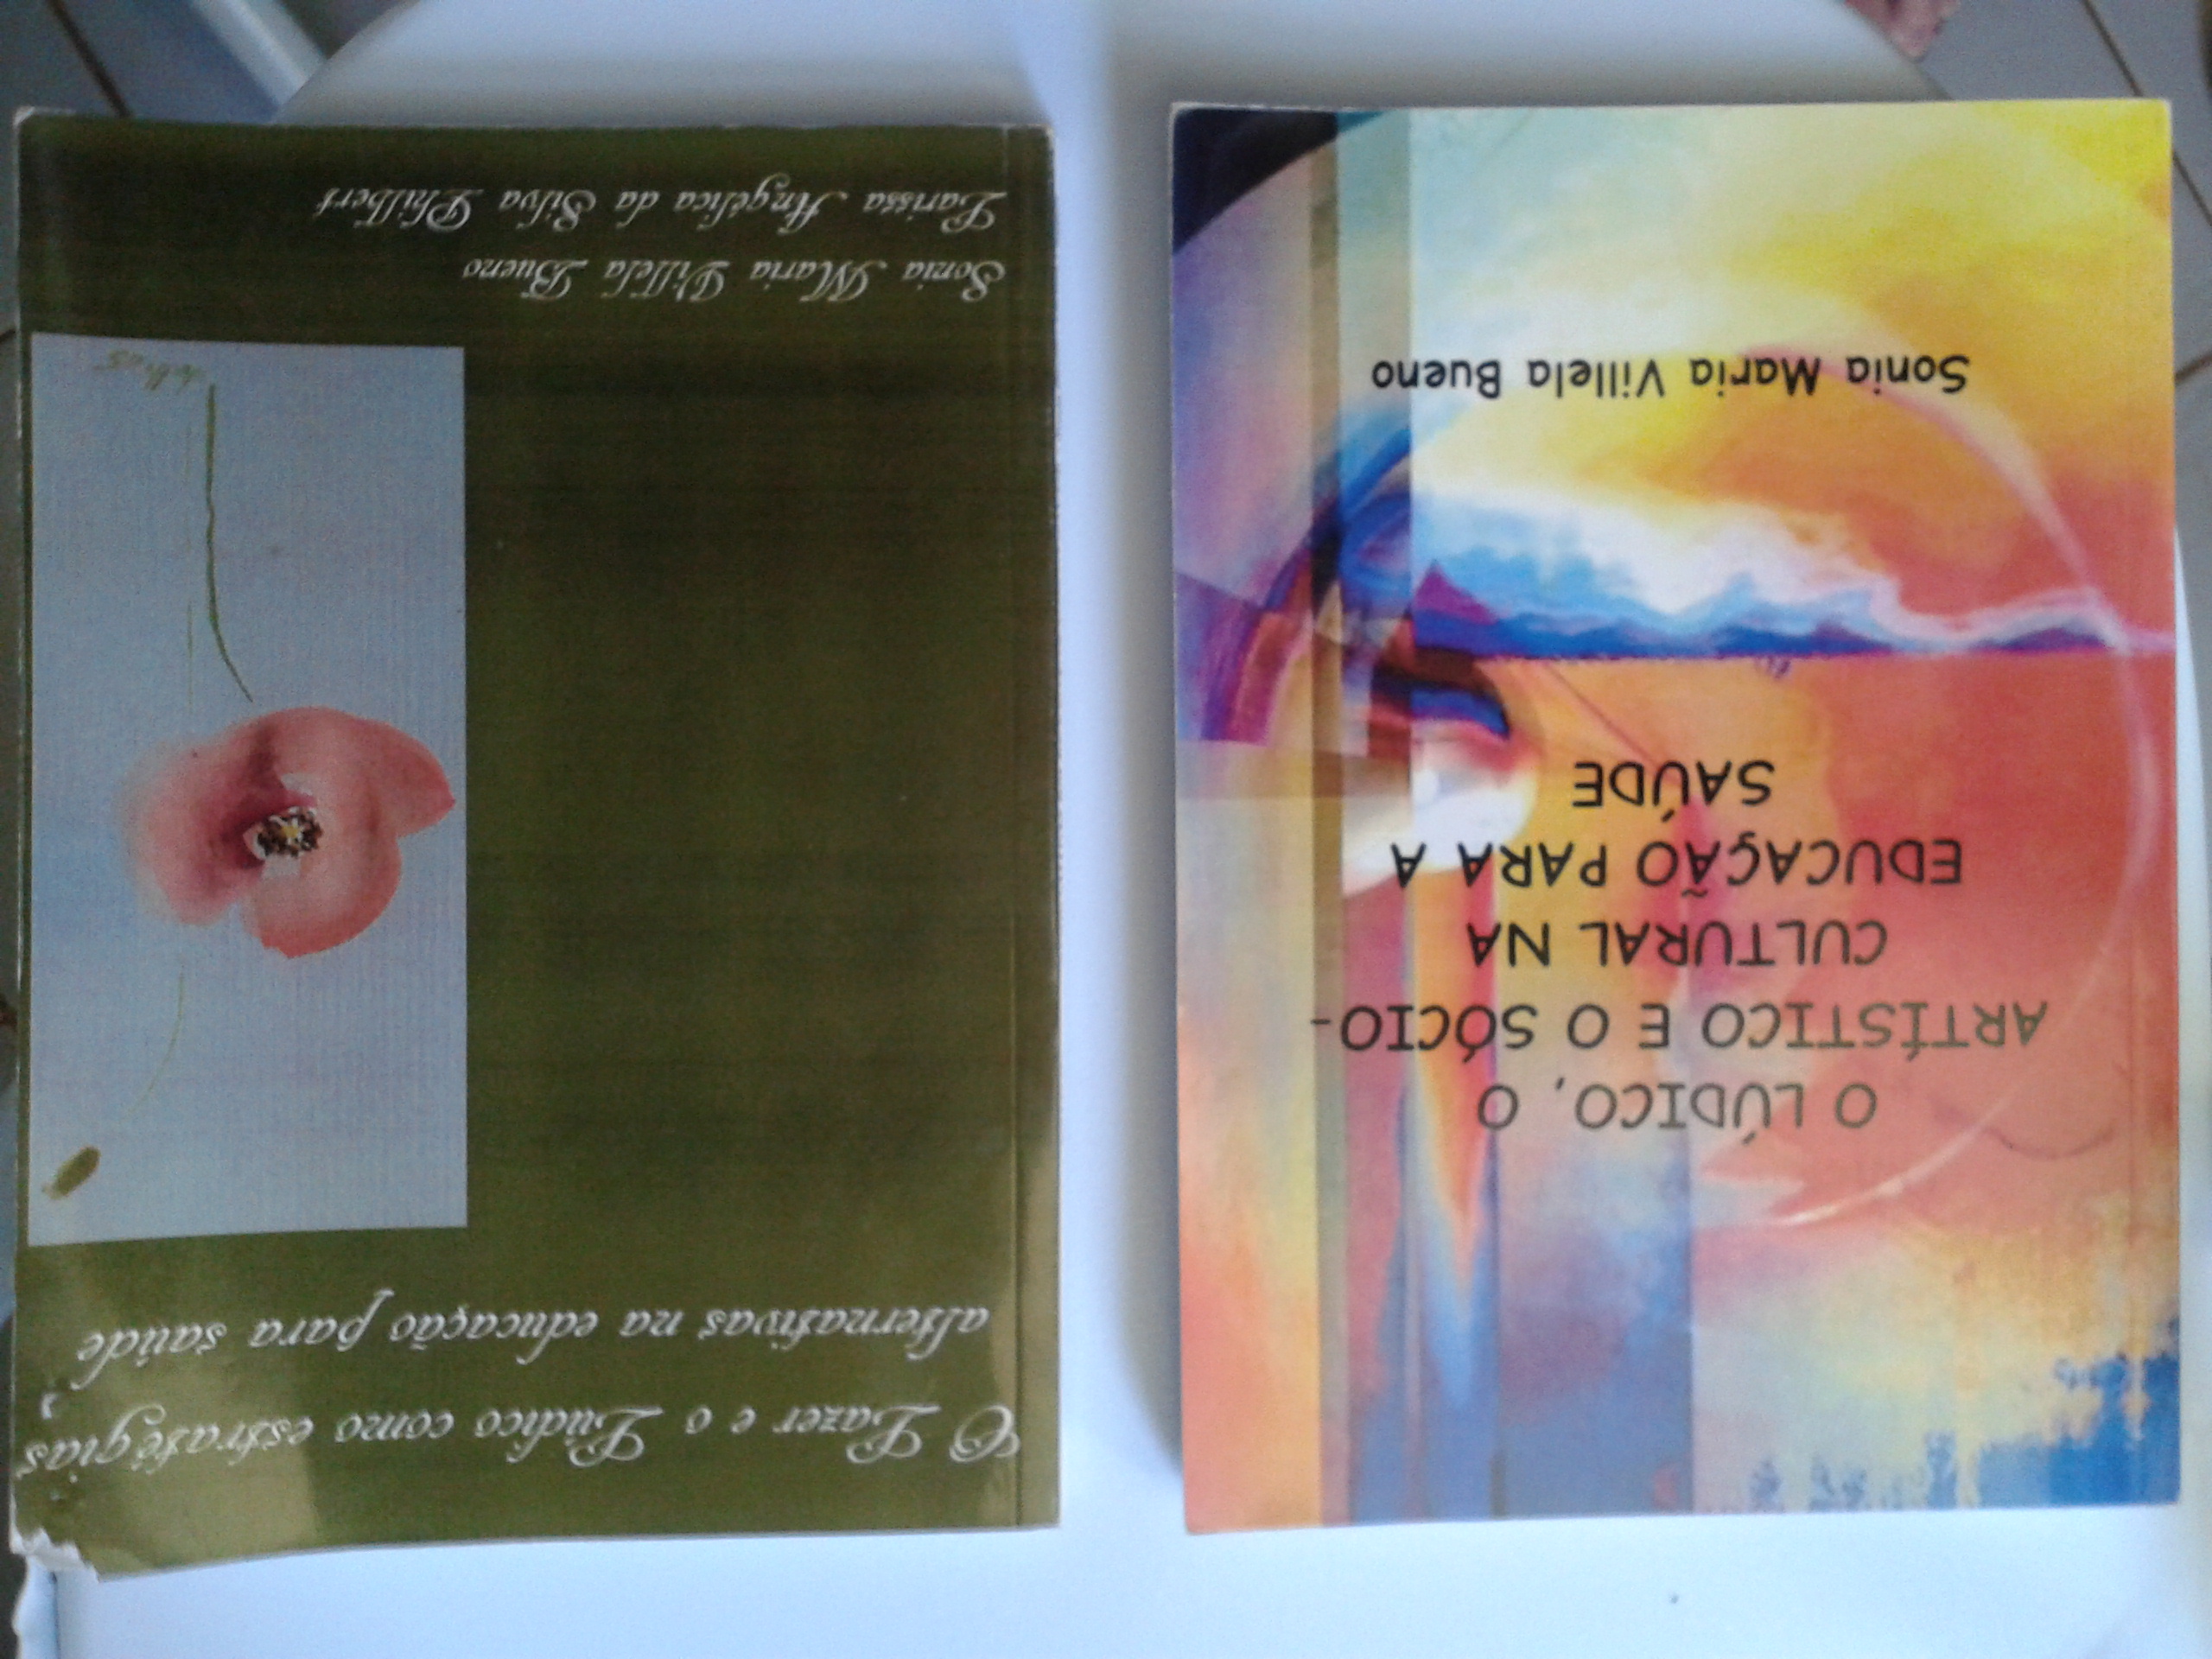 O LÚDICO, O
ARTÍSTICO E O SÓCIO-
CULTURAL NA
EDUCAÇÃO PARA A
SAÚDE
Sonia Maria Villela Bueno
O Lazer e o Lúdico como estratégias
alternativas na educação para saúde
Sonia Maria Villela Bueno
Larissa Angélica da Silva Philbert